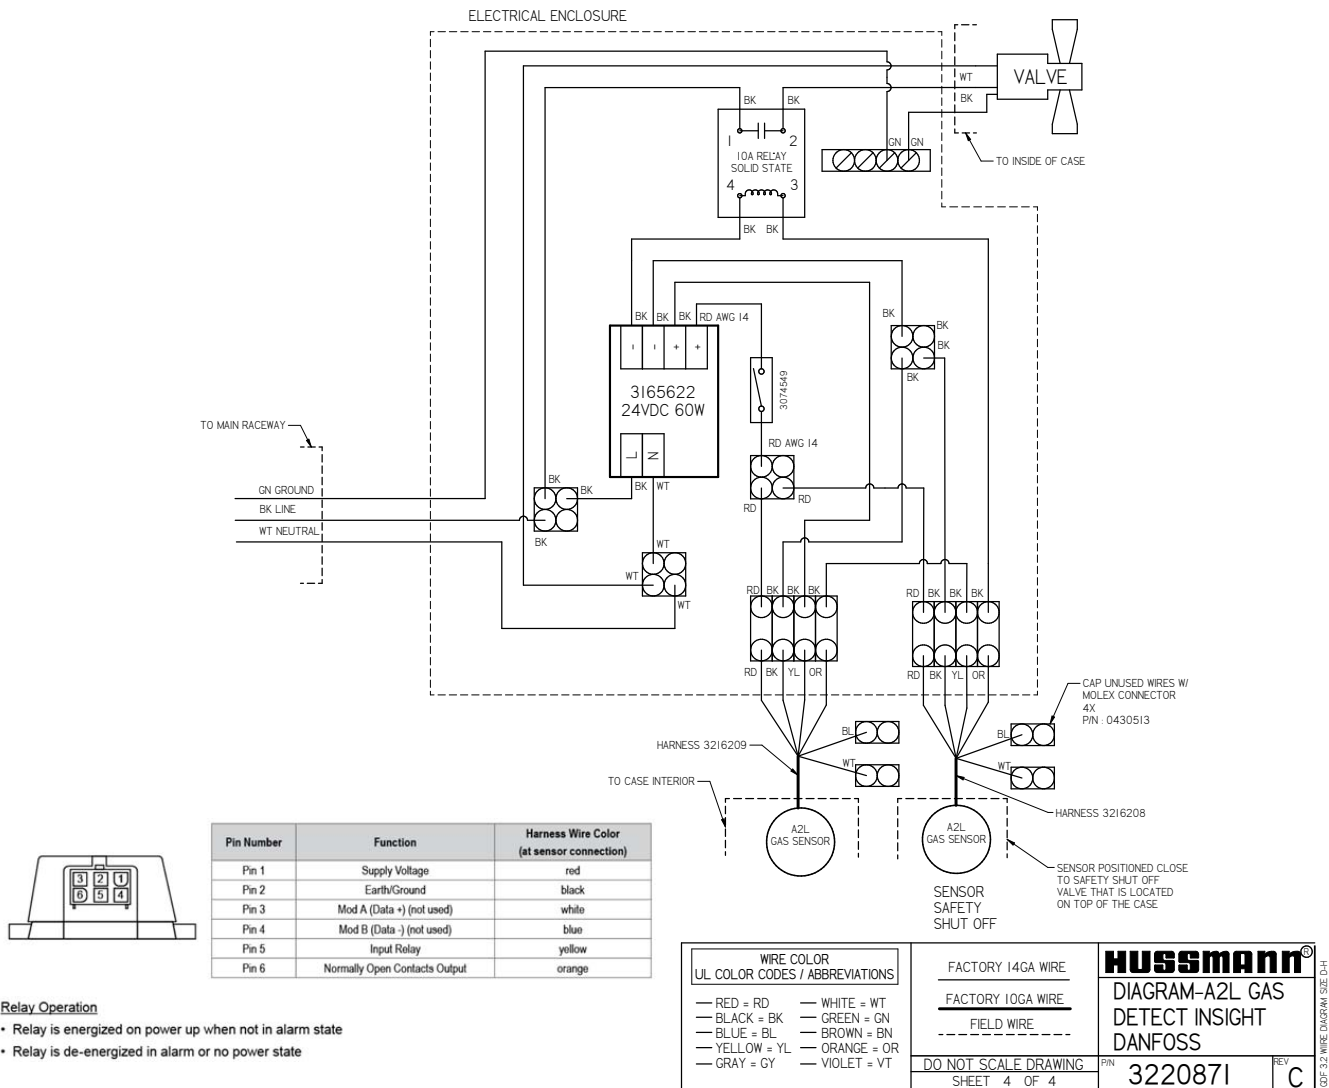 ELECTRICAL ENCLOSURE
WT
VALVE
BK
BK
BK
1
2
GN
GN
10A RELAY
SOLID STATE
TO INSIDE OF CASE
4
3
BK
BK
BK
BK
BK
RD AWG 14
BK
BK
-
-
+
+
BK
3165622
24VDC 60W
3074549
BK
TO MAIN RACEWAY
RD AWG 14
L
N
BK
BK
BK
WT
GN GROUND
RD
BK LINE
RD
WT NEUTRAL
BK
WT
WT
WT
RD
BK
BK
BK
RD
BK
BK
BK
RD
BK
YL
OR
RD
BK
YL
OR
CAP UNUSED WIRES W/
MOLEX CONNECTOR
4X
P/N : 0430513
HARNESS 3216209
BL
BL
WT
WT
TO CASE INTERIOR
HARNESS 3216208
A2L
GAS SENSOR
A2L
GAS SENSOR
SENSOR POSITIONED CLOSE
TO SAFETY SHUT OFF
VALVE THAT IS LOCATED
ON TOP OF THE CASE
SENSOR
SAFETY
SHUT OFF
3 2 1
6 5 4
Pin Number Function Harness Wire Color (at sensor connection)
Pin 1 Supply Voltage red
Pin 2 Earth/Ground black
Pin 3 Mod A (Data +) (not used) white
Pin 4 Mod B (Data -) (not used) blue
Pin 5 Input Relay yellow
Pin 6 Normally Open Contacts Output orange
Relay Operation
• Relay is energized on power up when not in alarm state
• Relay is de-energized in alarm or no power state
WIRE COLOR
UL COLOR CODES / ABBREVIATIONS
RED = RD WHITE = WT
BLACK = BK GREEN = GN
BLUE = BL BROWN = BN
YELLOW = YL ORANGE = OR
GRAY = GY VIOLET = VT
FACTORY 14GA WIRE
FACTORY 10GA WIRE
FIELD WIRE
DO NOT SCALE DRAWING
SHEET 4 OF 4
HUSSMANN®
DIAGRAM-A2L GAS
DETECT INSIGHT
DANFOSS
P/N
3220871
REV
C
3.2 WIRE DIAGRAM SIZE D-H